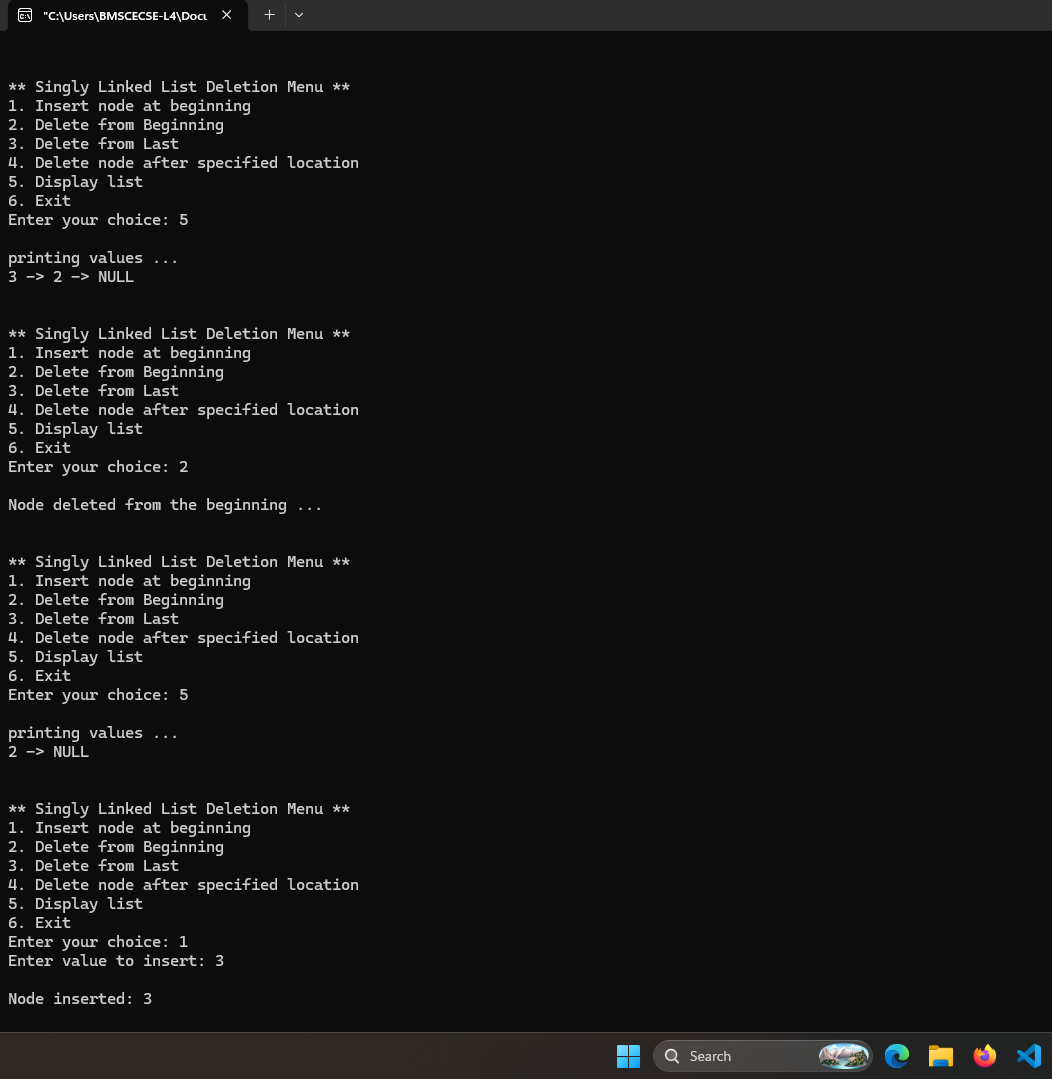 "C:\Users\BMSCECSE-L4\Docu
** Singly Linked List Deletion Menu **
1. Insert node at beginning
2. Delete from Beginning
3. Delete from Last
4. Delete node after specified location
5. Display list
6. Exit
Enter your choice: 5
printing values ...
3 -> 2 -> NULL
** Singly Linked List Deletion Menu **
1. Insert node at beginning
2. Delete from Beginning
3. Delete from Last
4. Delete node after specified location
5. Display list
6. Exit
Enter your choice: 2
Node deleted from the beginning ...
** Singly Linked List Deletion Menu **
1. Insert node at beginning
2. Delete from Beginning
3. Delete from Last
4. Delete node after specified location
5. Display list
6. Exit
Enter your choice: 5
printing values ...
2 -> NULL
** Singly Linked List Deletion Menu **
1. Insert node at beginning
2. Delete from Beginning
3. Delete from Last
4. Delete node after specified location
5. Display list
6. Exit
Enter your choice: 1
Enter value to insert: 3
Node inserted: 3
Search